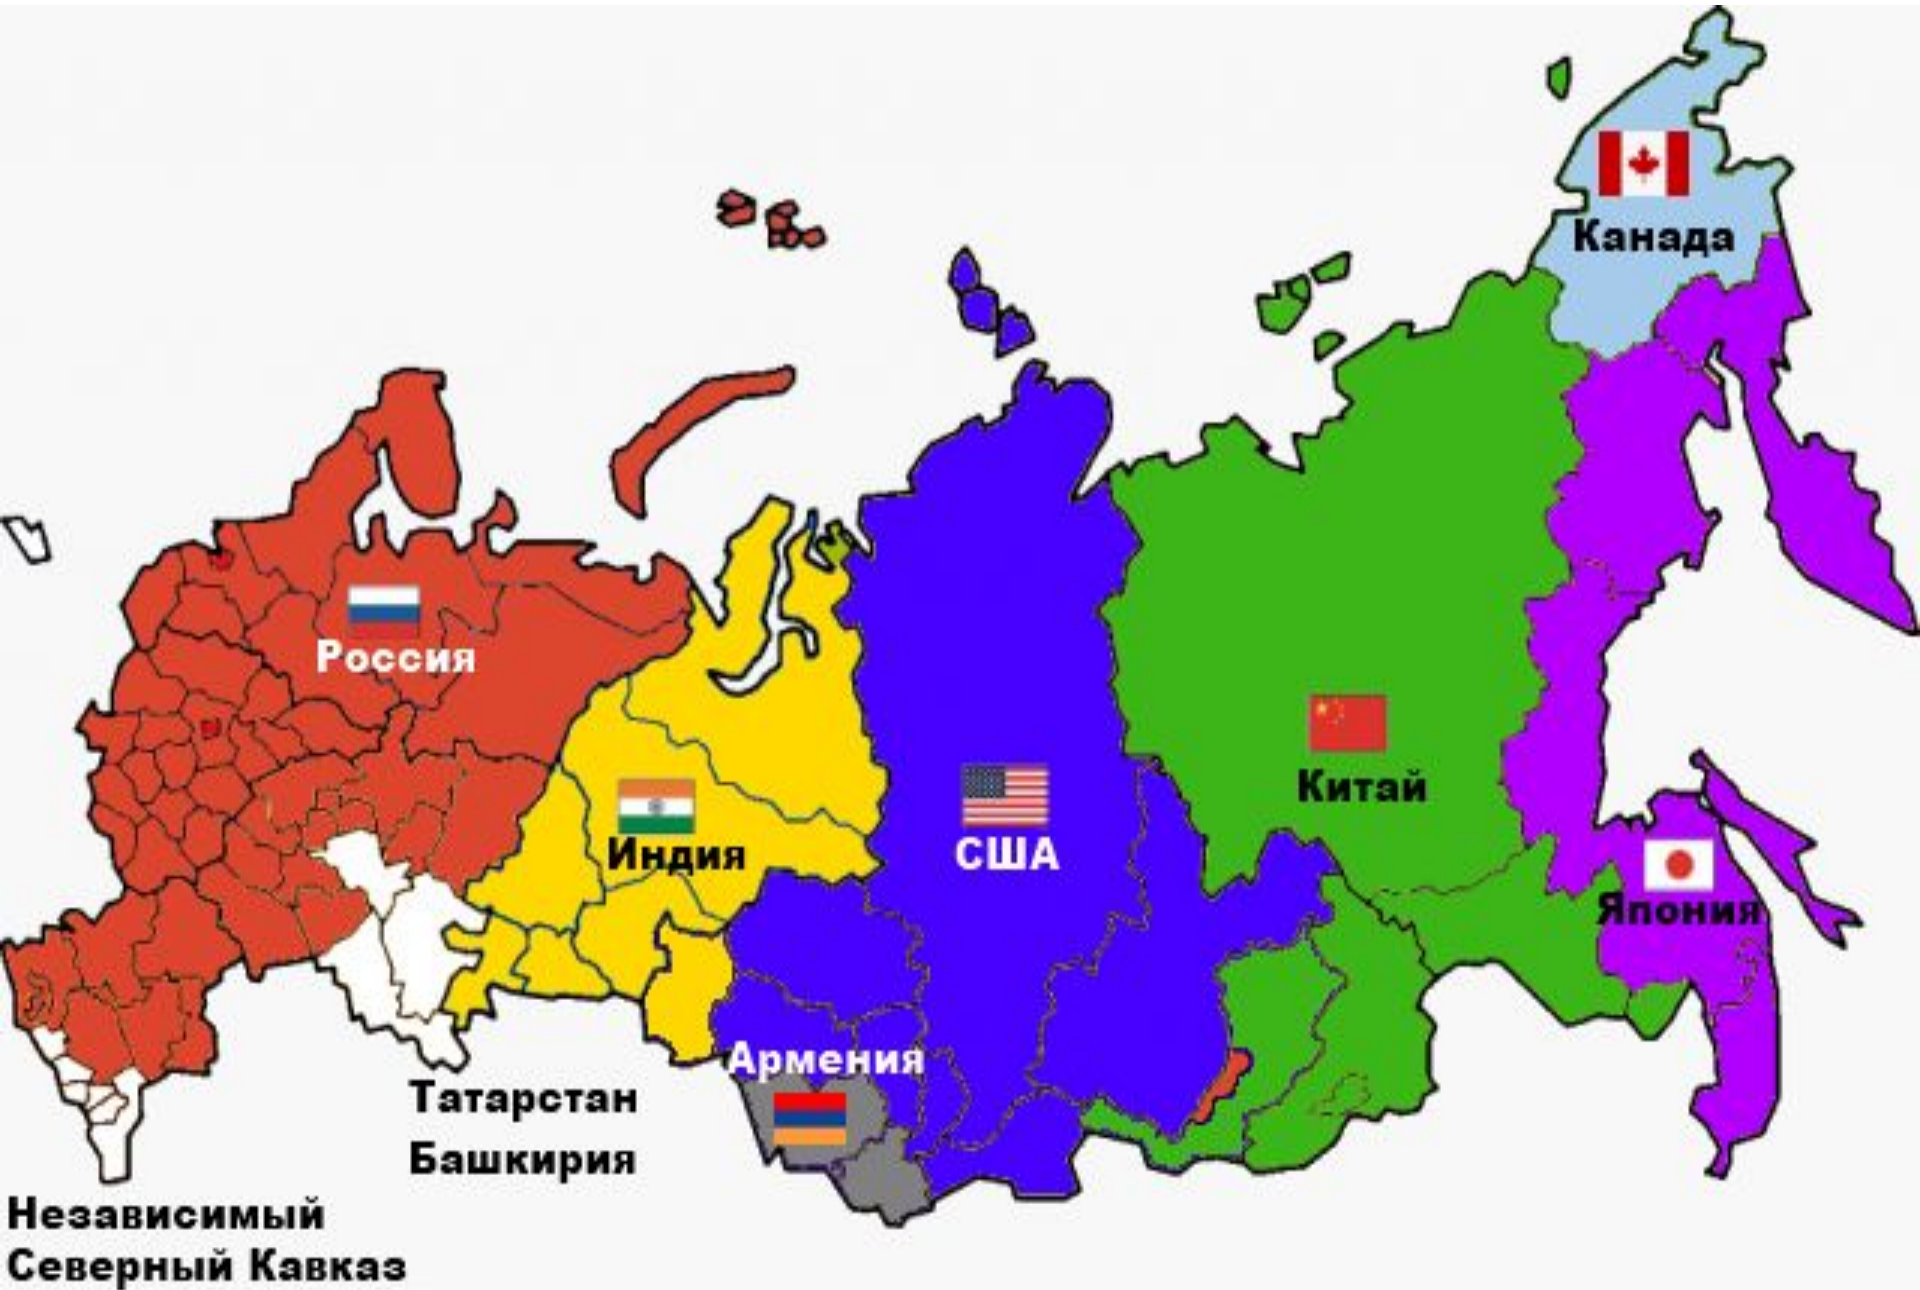 Канада
Россия
Китай
Индия
США
Япония
Армения
Татарстан
Башкирия
Независимый
Северный Кавказ